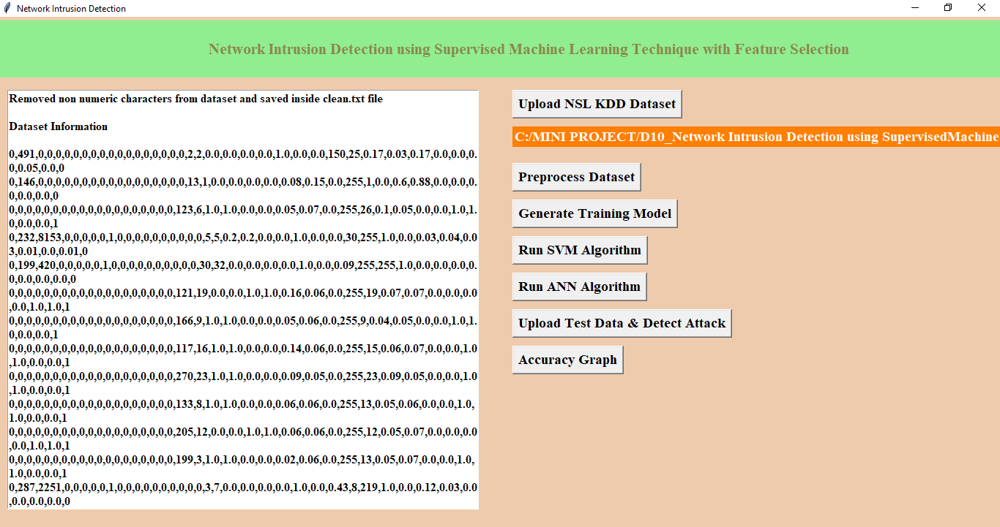 Network Intrusion Detection
Network Intrusion Detection using Supervised Machine Learning Technique with Feature Selection
Removed non numeric characters from dataset and saved inside clean.txt file
Dataset Information
0,491,0,0,0,0,0,0,0,0,0,0,0,0,0,0,0,0,0,2,2,0.0,0.0,0.0,0.0,1.0,0.0,0.0,150,25,0.17,0.03,0.17,0.0,0.0,0.
0,0.05,0.0,0
0,146,0,0,0,0,0,0,0,0,0,0,0,0,0,0,0,0,0,13,1,0.0,0.0,0.0,0.0,0.08,0.15,0.0,255,1,0.0,0.6,0.88,0.0,0.0,0.
0,0.0,0.0,0
0,0,0,0,0,0,0,0,0,0,0,0,0,0,0,0,0,0,0,123,6,1.0,1.0,0.0,0.0,0.05,0.07,0.0,255,26,0.1,0.05,0.0,0.0,1.0,1.
0,0.0,0.0,1
0,232,8153,0,0,0,0,0,1,0,0,0,0,0,0,0,0,0,0,5,5,0.2,0.2,0.0,0.0,1.0,0.0,0.0,30,255,1.0,0.0,0.03,0.04,0.0
3,0.01,0.0,0.01,0
0,199,420,0,0,0,0,0,1,0,0,0,0,0,0,0,0,0,0,30,32,0.0,0.0,0.0,0.0,1.0,0.0,0.09,255,255,1.0,0.0,0.0,0.0,0.
0,0.0,0.0,0.0,0
0,0,0,0,0,0,0,0,0,0,0,0,0,0,0,0,0,0,0,121,19,0.0,0.0,1.0,1.0,0.16,0.06,0.0,255,19,0.07,0.07,0.0,0.0,0.0
,0.0,1.0,1.0,1
0,0,0,0,0,0,0,0,0,0,0,0,0,0,0,0,0,0,0,166,9,1.0,1.0,0.0,0.0,0.05,0.06,0.0,255,9,0.04,0.05,0.0,0.0,1.0,1.
0,0.0,0.0,1
0,0,0,0,0,0,0,0,0,0,0,0,0,0,0,0,0,0,0,117,16,1.0,1.0,0.0,0.0,0.14,0.06,0.0,255,15,0.06,0.07,0.0,0.0,1.0
,1.0,0.0,0.0,1
0,0,0,0,0,0,0,0,0,0,0,0,0,0,0,0,0,0,0,270,23,1.0,1.0,0.0,0.0,0.09,0.05,0.0,255,23,0.09,0.05,0.0,0.0,1.0
,1.0,0.0,0.0,1
0,0,0,0,0,0,0,0,0,0,0,0,0,0,0,0,0,0,0,133,8,1.0,1.0,0.0,0.0,0.06,0.06,0.0,255,13,0.05,0.06,0.0,0.0,1.0,
1.0,0.0,0.0,1
0,0,0,0,0,0,0,0,0,0,0,0,0,0,0,0,0,0,0,205,12,0.0,0.0,1.0,1.0,0.06,0.06,0.0,255,12,0.05,0.07,0.0,0.0,0.0
,0.0,1.0,1.0,1
0,0,0,0,0,0,0,0,0,0,0,0,0,0,0,0,0,0,0,199,3,1.0,1.0,0.0,0.0,0.02,0.06,0.0,255,13,0.05,0.07,0.0,0.0,1.0,
1.0,0.0,0.0,1
0,287,2251,0,0,0,0,0,1,0,0,0,0,0,0,0,0,0,0,3,7,0.0,0.0,0.0,0.0,1.0,0.0,0.43,8,219,1.0,0.0,0.12,0.03,0.0
,0.0,0.0,0.0,0
Upload NSL KDD Dataset
C:/MINI PROJECT/D10_Network Intrusion Detection using SupervisedMachine
Preprocess Dataset
Generate Training Model
Run SVM Algorithm
Run ANN Algorithm
Upload Test Data & Detect Attack
Accuracy Graph